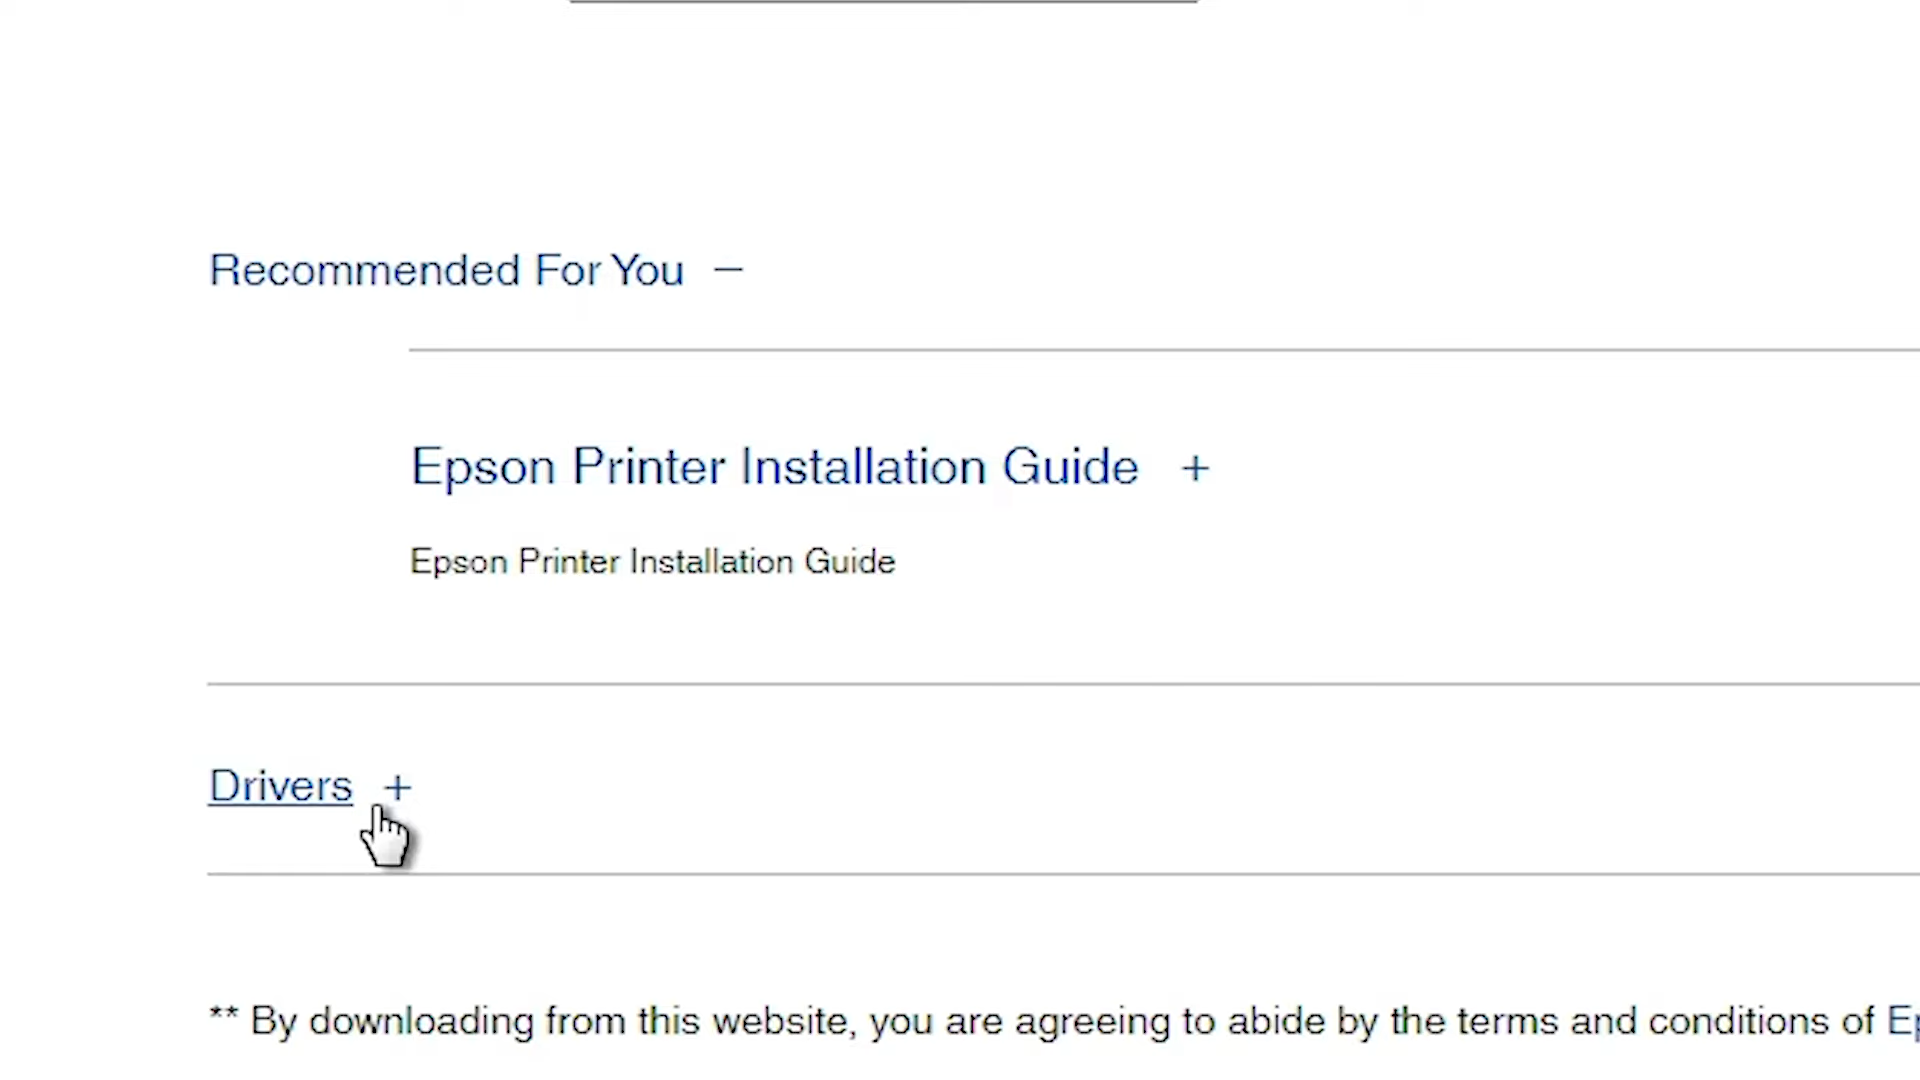 Recommended For You −
Epson Printer Installation Guide +
Epson Printer Installation Guide
Drivers +
** By downloading from this website, you are agreeing to abide by the terms and conditions of